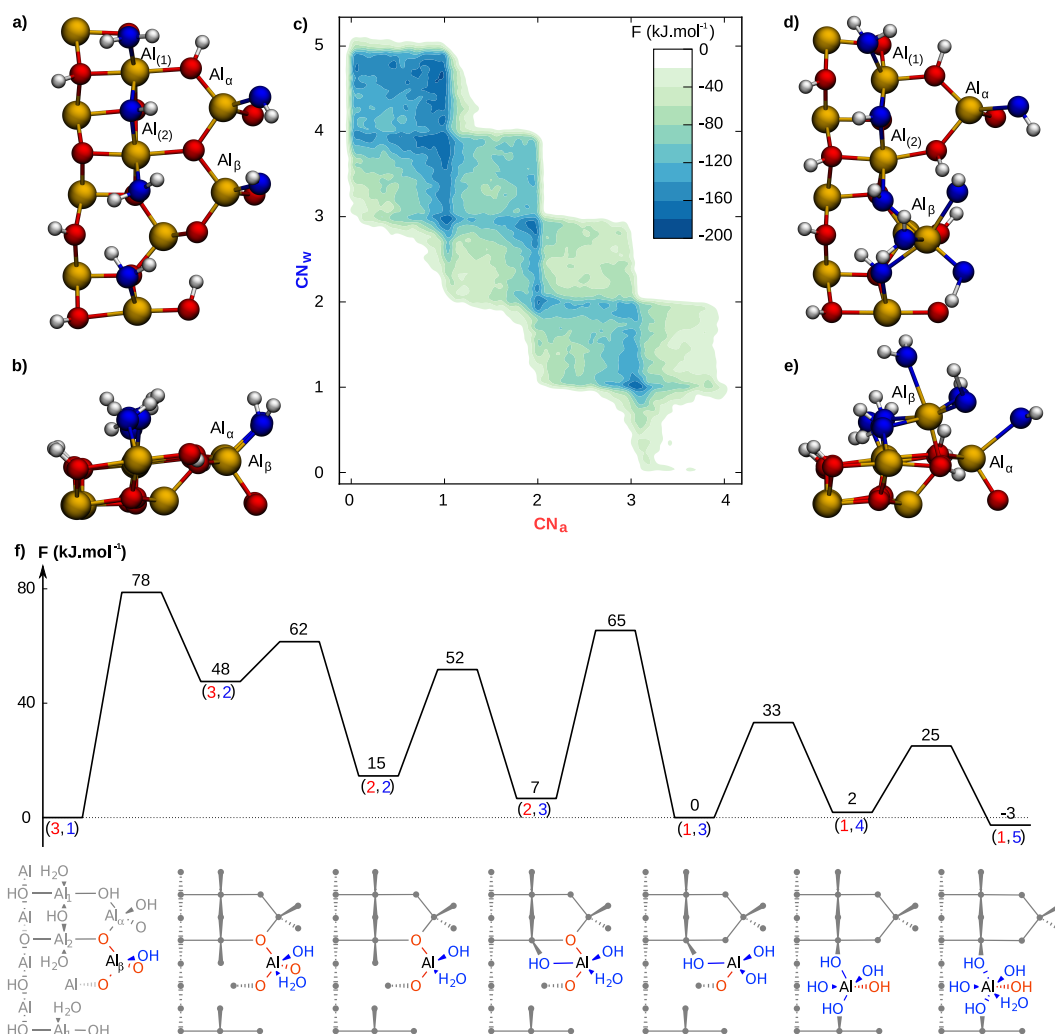 a)
Al(1)
Alα
Al(2)
Alβ
b)
Alα
Alβ
c)
F (kJ.mol⁻¹)
0
-40
-80
-120
-160
-200
5
4
3
2
1
0
CNw
0
1
2
3
4
CNa
d)
Al(1)
Alα
Al(2)
Alβ
e)
Alβ
Alα
f)
F (kJ.mol⁻¹)
80
40
0
(3,1)
78
48
(3,2)
62
15
(2,2)
52
7
(2,3)
65
0
(1,3)
33
2
(1,4)
25
-3
(1,5)
Al H₂O
HO Al₁ OH
Al HO Alα OH
O
O Al₂ O
Al H₂O Alβ OH
O
HO Al O
Al H₂O
HO Al₁ OH
O
Al OH
O
H₂O
O
O
Al OH
H₂O
O
O
HO Al OH
H₂O
O
HO Al OH
OH
O
HO
HO Al OH
OH
HO
HO
HO Al OH
OH
HO H₂O